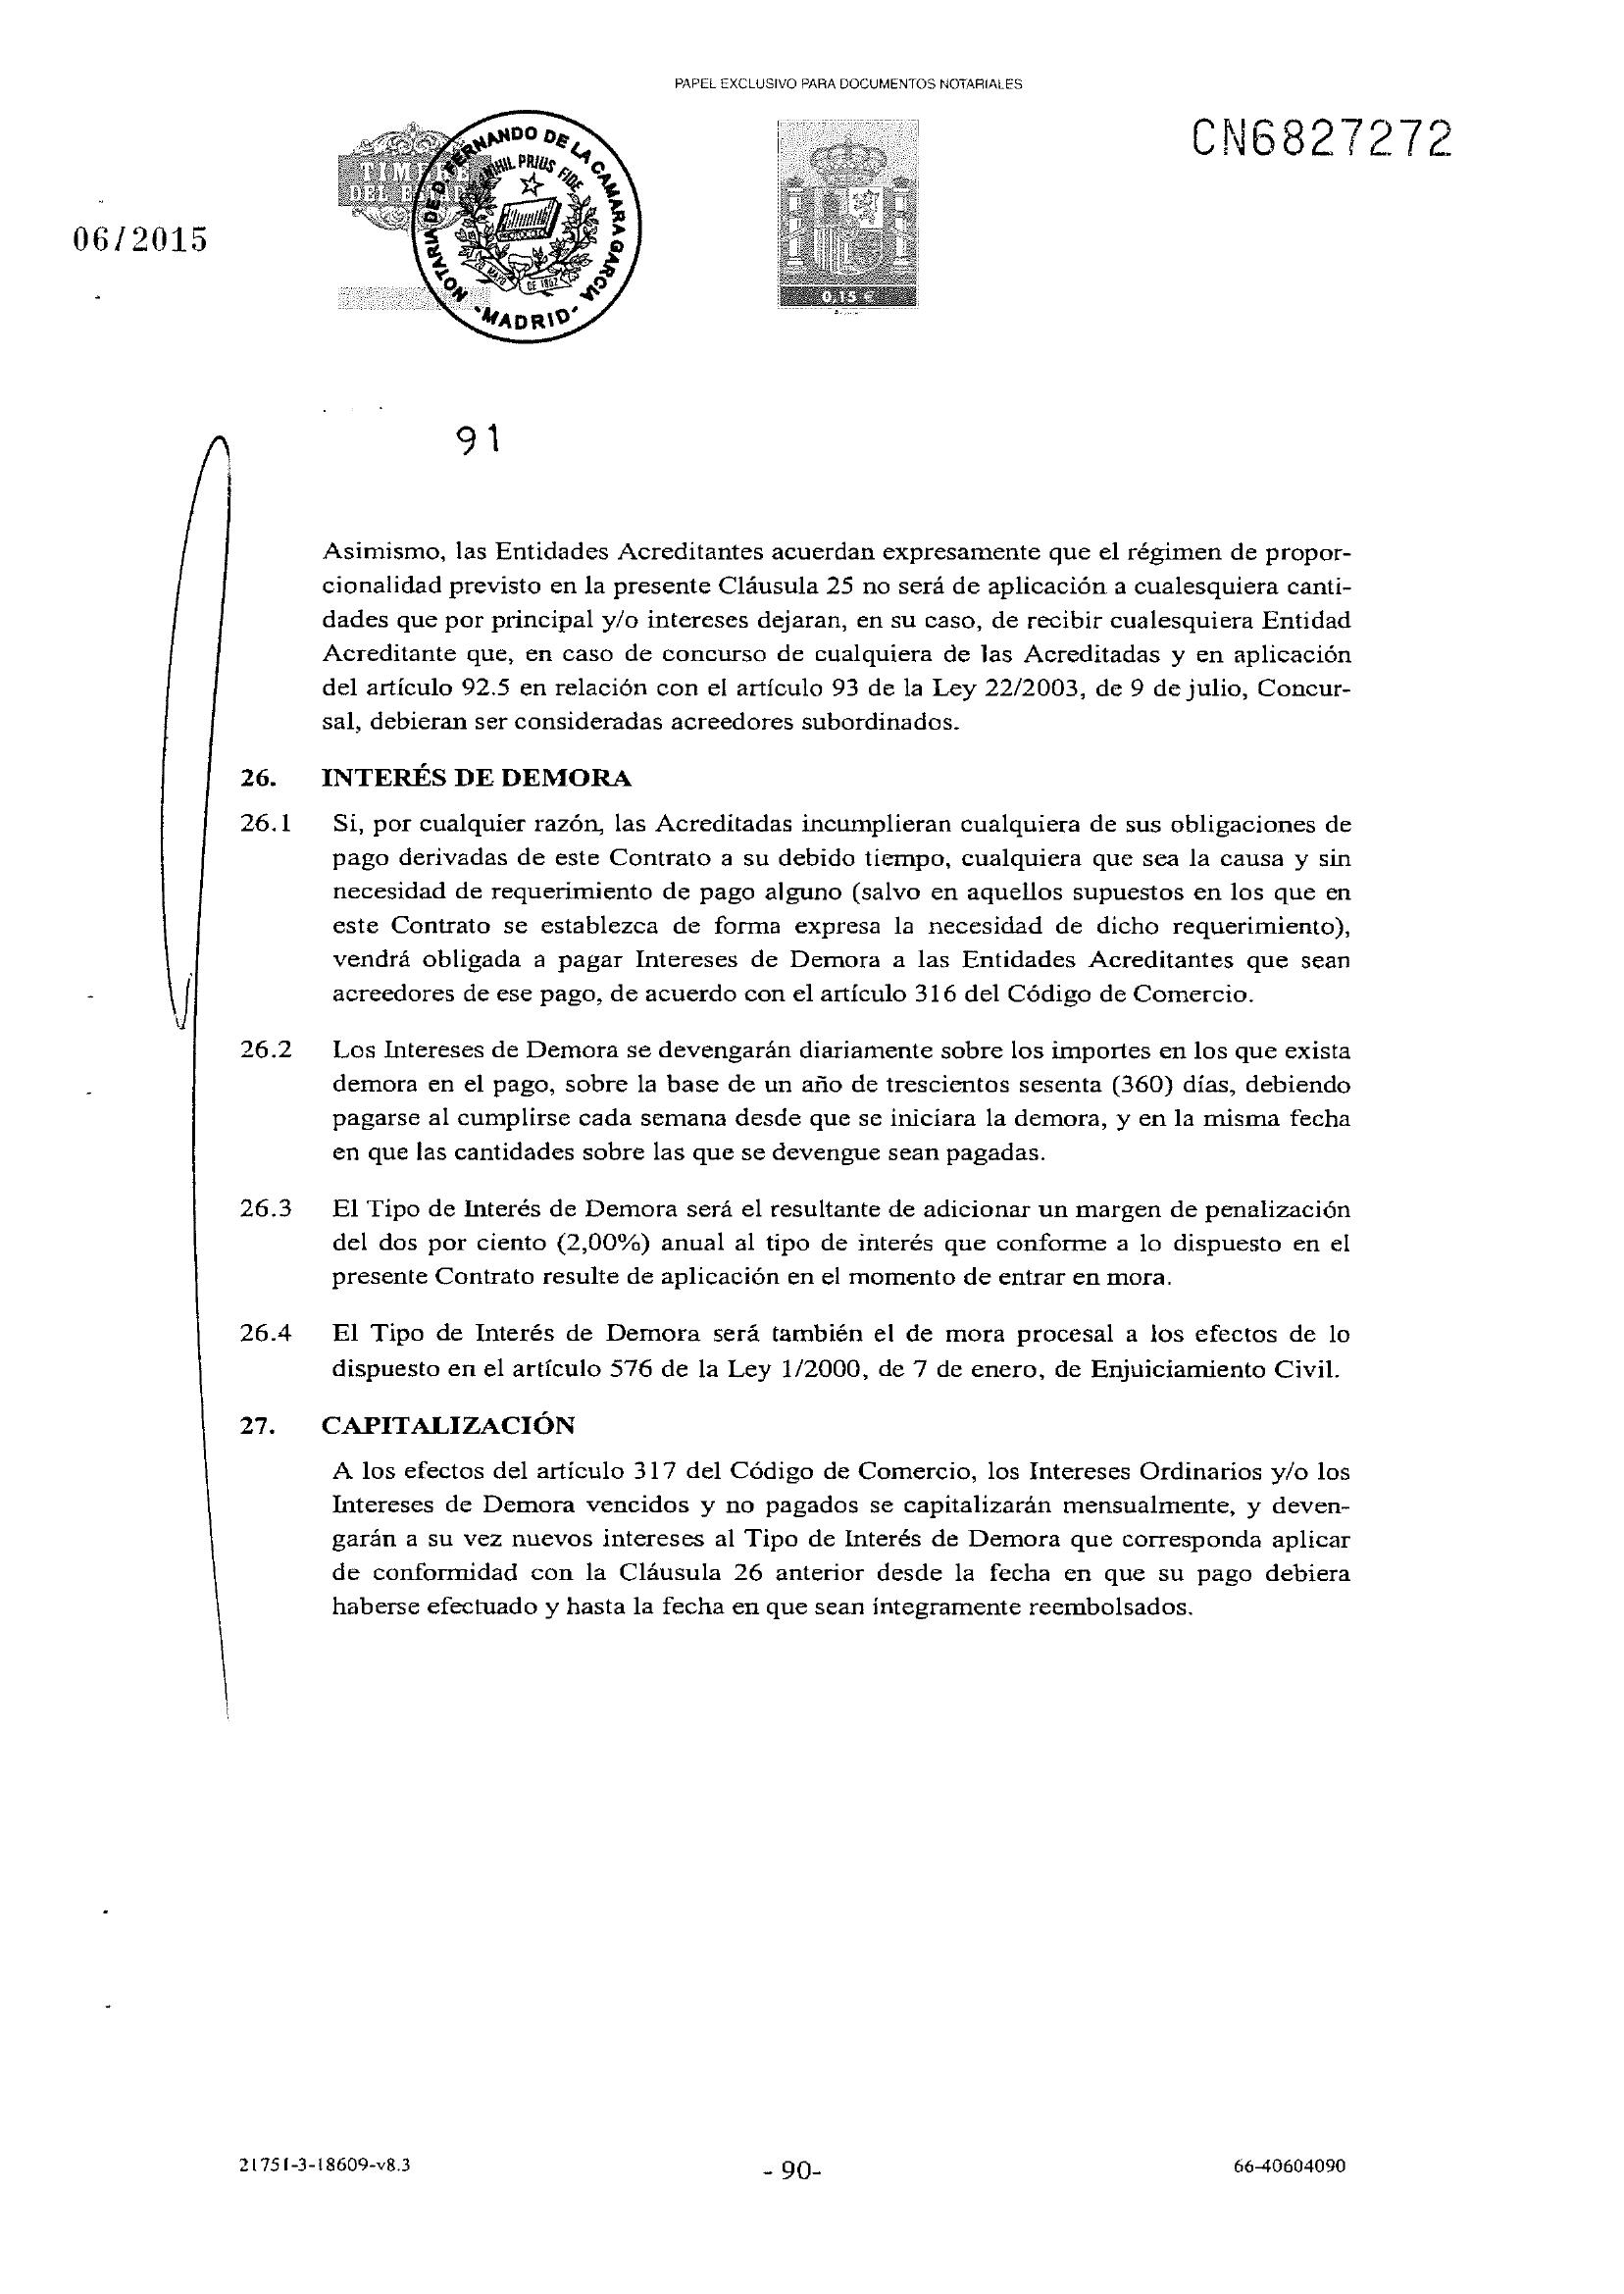 PAPEL EXCLUSIVO PARA DOCUMENTOS NOTARIALES
CN6827272
TIMBRE
DEL ESTADO
NOTARIA DE D. FERNANDO DE LA CAMARA GARCIA
NIHIL PRIUS FIDE
DE 1862
-MADRID-
0,15 €
06/2015
91
Asimismo, las Entidades Acreditantes acuerdan expresamente que el régimen de propor-
cionalidad previsto en la presente Cláusula 25 no será de aplicación a cualesquiera canti-
dades que por principal y/o intereses dejaran, en su caso, de recibir cualesquiera Entidad
Acreditante que, en caso de concurso de cualquiera de las Acreditadas y en aplicación
del artículo 92.5 en relación con el artículo 93 de la Ley 22/2003, de 9 de julio, Concur-
sal, debieran ser consideradas acreedores subordinados.
26. INTERÉS DE DEMORA
26.1 Si, por cualquier razón, las Acreditadas incumplieran cualquiera de sus obligaciones de
pago derivadas de este Contrato a su debido tiempo, cualquiera que sea la causa y sin
necesidad de requerimiento de pago alguno (salvo en aquellos supuestos en los que en
este Contrato se establezca de forma expresa la necesidad de dicho requerimiento),
vendrá obligada a pagar Intereses de Demora a las Entidades Acreditantes que sean
acreedores de ese pago, de acuerdo con el artículo 316 del Código de Comercio.
26.2 Los Intereses de Demora se devengarán diariamente sobre los importes en los que exista
demora en el pago, sobre la base de un año de trescientos sesenta (360) días, debiendo
pagarse al cumplirse cada semana desde que se iniciara la demora, y en la misma fecha
en que las cantidades sobre las que se devengue sean pagadas.
26.3 El Tipo de Interés de Demora será el resultante de adicionar un margen de penalización
del dos por ciento (2,00%) anual al tipo de interés que conforme a lo dispuesto en el
presente Contrato resulte de aplicación en el momento de entrar en mora.
26.4 El Tipo de Interés de Demora será también el de mora procesal a los efectos de lo
dispuesto en el artículo 576 de la Ley 1/2000, de 7 de enero, de Enjuiciamiento Civil.
27. CAPITALIZACIÓN
A los efectos del artículo 317 del Código de Comercio, los Intereses Ordinarios y/o los
Intereses de Demora vencidos y no pagados se capitalizarán mensualmente, y deven-
garán a su vez nuevos intereses al Tipo de Interés de Demora que corresponda aplicar
de conformidad con la Cláusula 26 anterior desde la fecha en que su pago debiera
haberse efectuado y hasta la fecha en que sean íntegramente reembolsados.
21751-3-18609-v8.3
- 90-
66-40604090